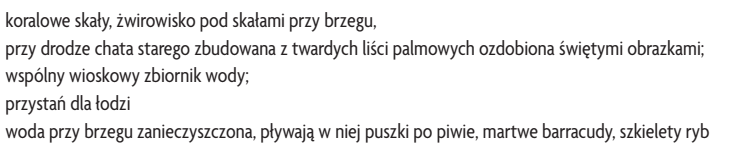 koralowe skały, żwirowisko pod skałami przy brzegu,
przy drodze chata starego zbudowana z twardych liści palmowych ozdobiona świętymi obrazkami;
wspólny wioskowy zbiornik wody;
przystań dla łodzi
woda przy brzegu zanieczyszczona, pływają w niej puszki po piwie, martwe barracudy, szkielety ryb